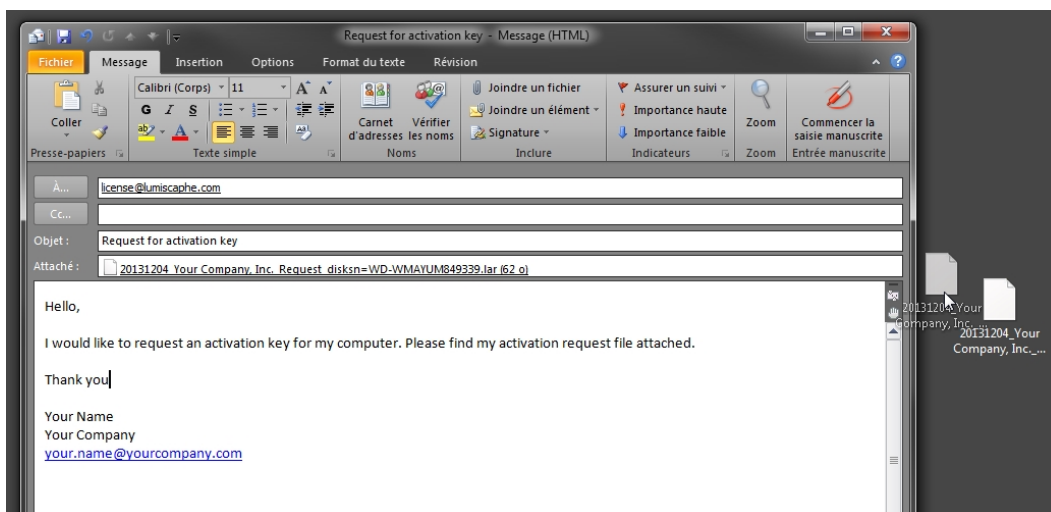 Request for activation key - Message (HTML)
Fichier Message Insertion Options Format du texte Révision
Calibri (Corps) 11
Coller
G I S
Carnet d'adresses
Vérifier les noms
Joindre un fichier
Joindre un élément
Signature
Assurer un suivi
Importance haute
Importance faible
Zoom
Commencer la saisie manuscrite
Presse-papiers Texte simple Noms Inclure Indicateurs Zoom Entrée manuscrite
À... license@lumiscaphe.com
Cc...
Objet : Request for activation key
Attaché : 20131204_Your Company, Inc._Request_disksn=WD-WMAYUM849339.lar (62 o)
Hello,
I would like to request an activation key for my computer. Please find my activation request file attached.
Thank you
Your Name
Your Company
your.name@yourcompany.com
20131204_Your
Company, Inc._...
20131204_Your
Company, Inc._...